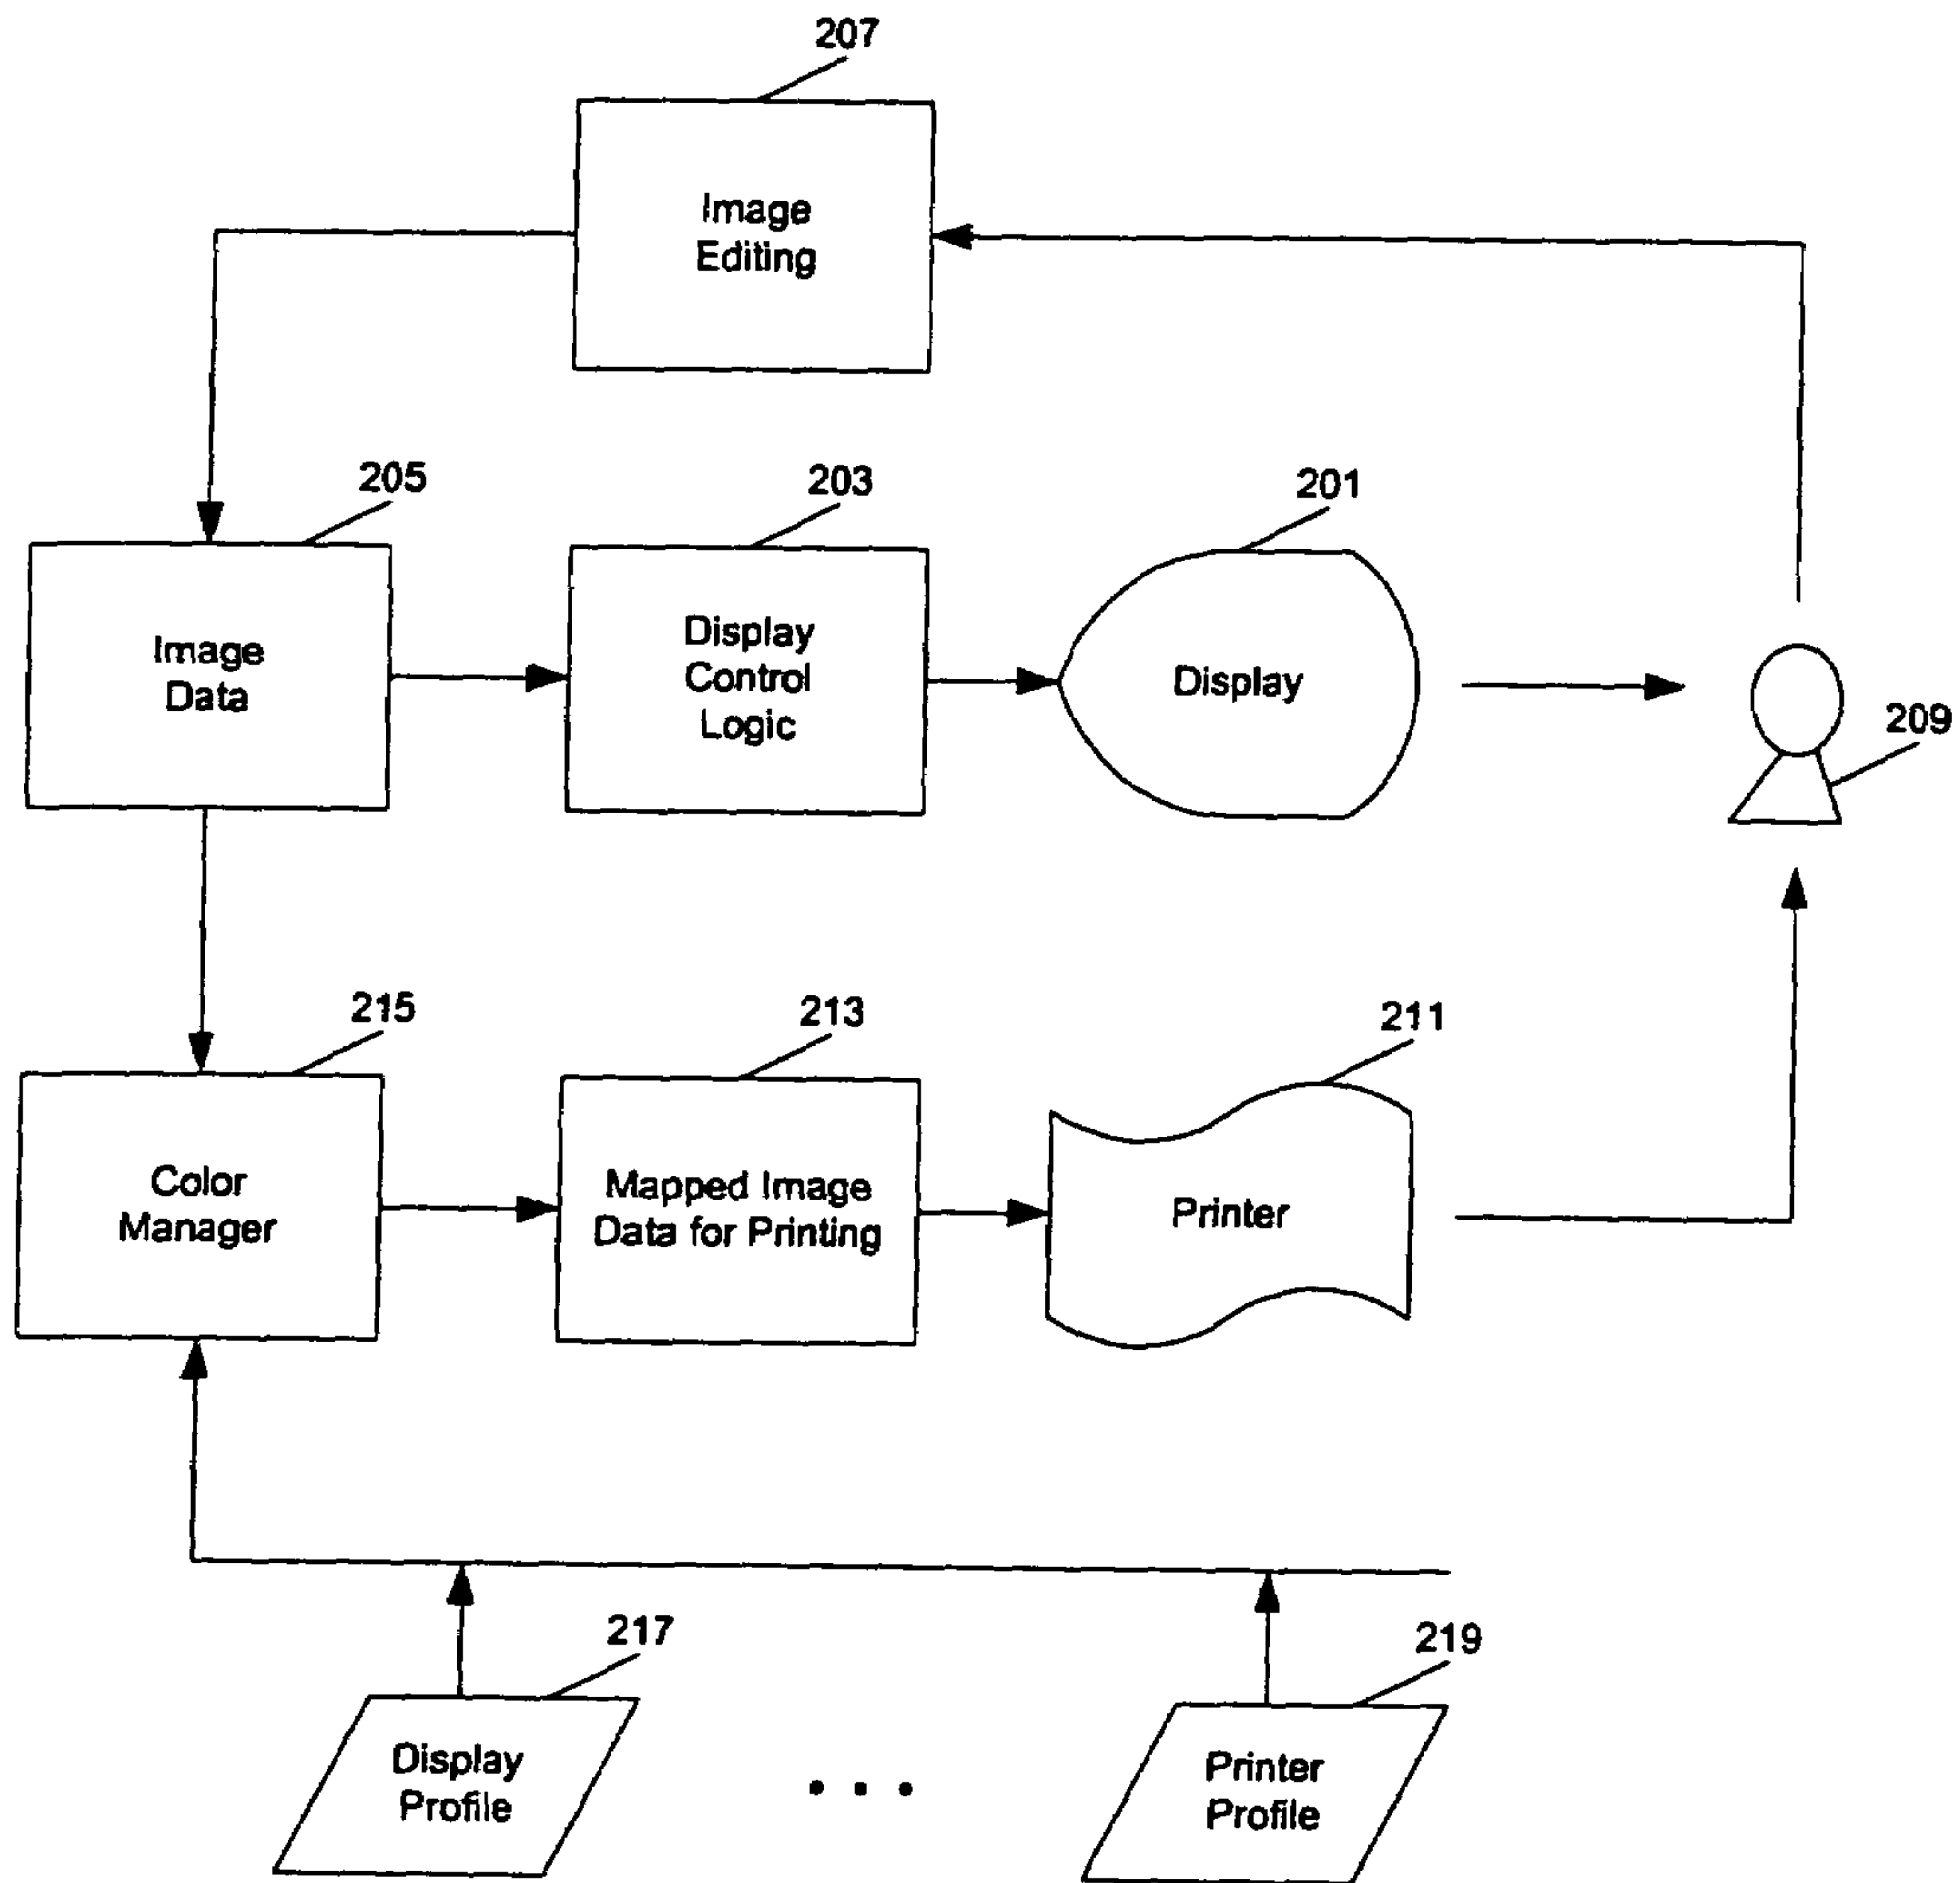 207
Image
Editing
205
203
201
Image
Data
Display
Control
Logic
Display
209
215
213
211
Color
Manager
Mapped Image
Data for Printing
Printer
217
219
Display
Profile
. . .
Printer
Profile